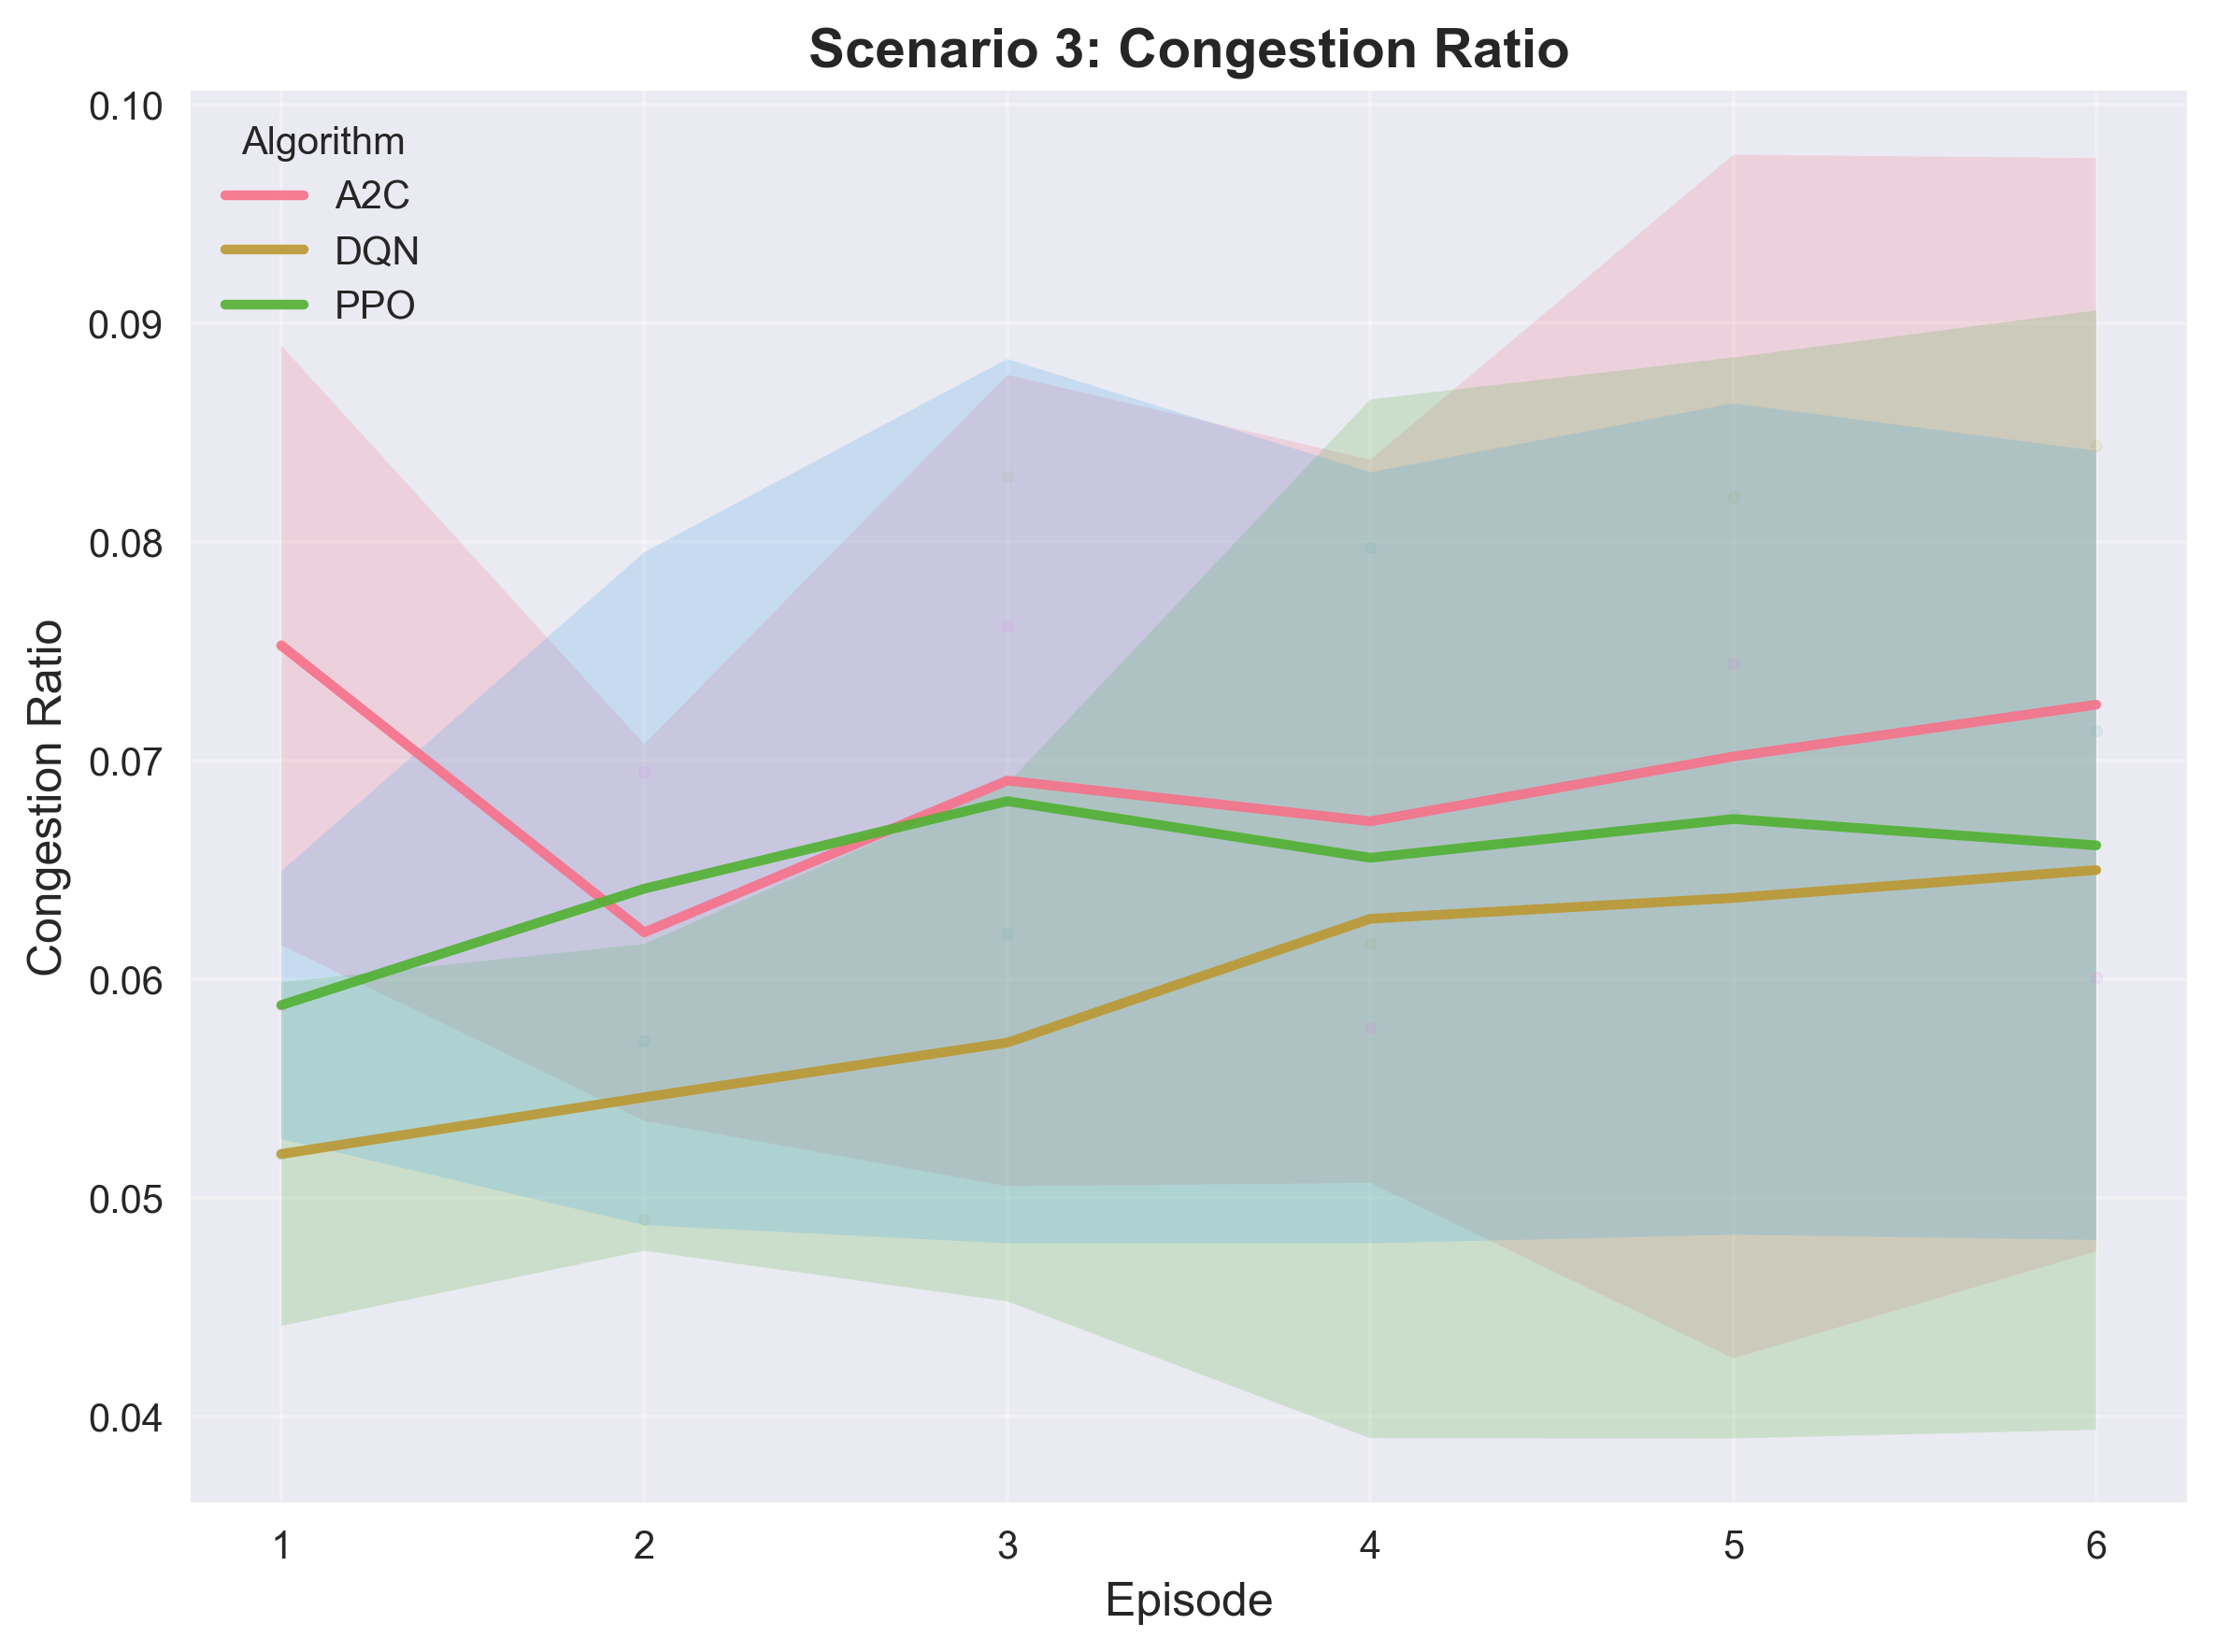 Scenario 3: Congestion Ratio
0.10
0.09
0.08
0.07
0.06
0.05
0.04
Congestion Ratio
Algorithm
A2C
DQN
PPO
1 2 3 4 5 6
Episode